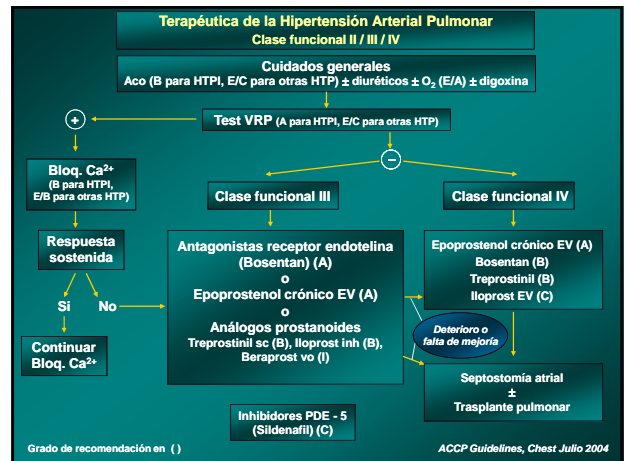 Terapéutica de la Hipertensión Arterial Pulmonar
Clase funcional II / III / IV
Cuidados generales
Aco (B para HTPI, E/C para otras HTP) ± diuréticos ± O₂ (E/A) ± digoxina
+
Test VRP (A para HTPI, E/C para otras HTP)
−
Bloq. Ca²⁺
(B para HTPI,
E/B para otras HTP)
Clase funcional III
Clase funcional IV
Respuesta
sostenida
Si
No
Continuar
Bloq. Ca²⁺
Antagonistas receptor endotelina
(Bosentan) (A)
o
Epoprostenol crónico EV (A)
o
Análogos prostanoides
Treprostinil sc (B), Iloprost inh (B),
Beraprost vo (I)
Epoprostenol crónico EV (A)
Bosentan (B)
Treprostinil (B)
Iloprost EV (C)
Deterioro o
falta de mejoría
Septostomía atrial
±
Trasplante pulmonar
Inhibidores PDE - 5
(Sildenafil) (C)
Grado de recomendación en ( )
ACCP Guidelines, Chest Julio 2004